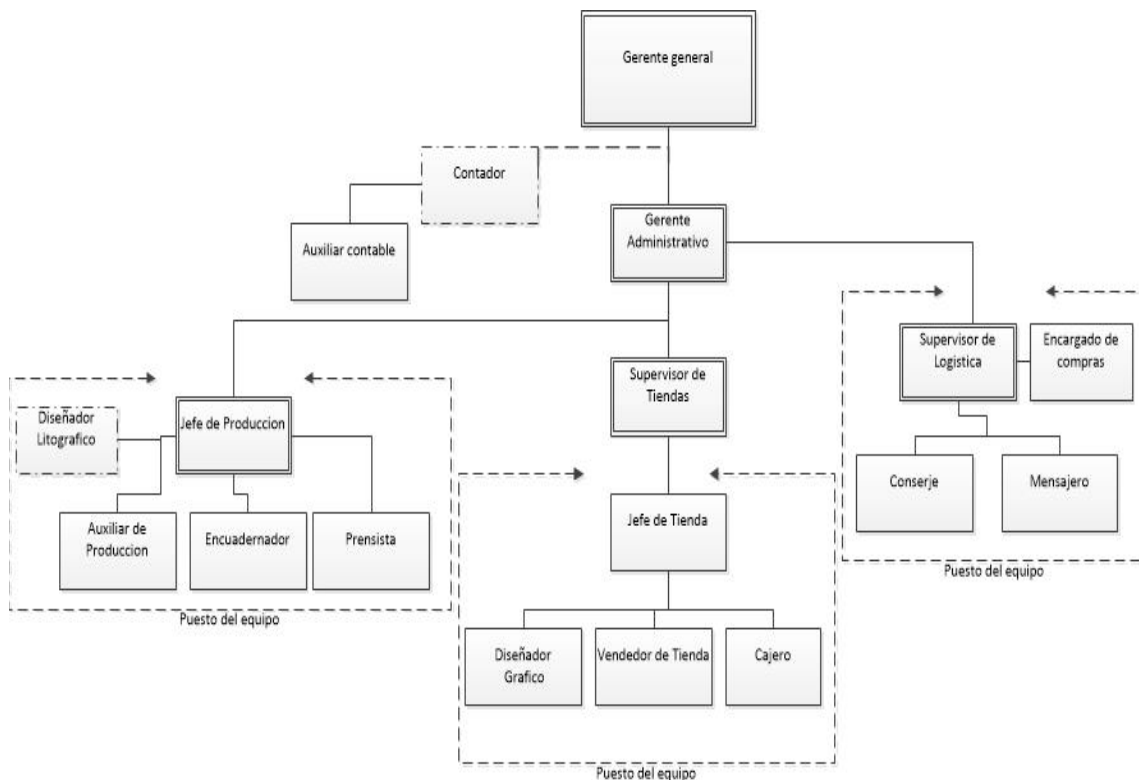 Gerente general
Contador
Auxiliar contable
Gerente
Administrativo
Supervisor de
Logistica
Encargado de
compras
Supervisor de
Tiendas
Diseñador
Litografico
Jefe de Produccion
Conserje
Mensajero
Auxiliar de
Produccion
Encuadernador
Prensista
Jefe de Tienda
Puesto del equipo
Puesto del equipo
Diseñador
Grafico
Vendedor de Tienda
Cajero
Puesto del equipo